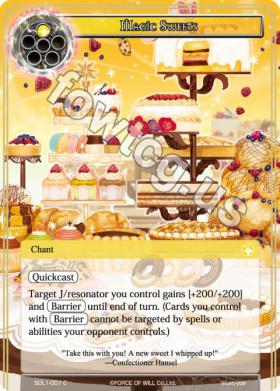 Magic Sweets
fowtcg.us
Chant
Quickcast
Target J/resonator you control gains [+200/+200]
and Barrier until end of turn. (Cards you control
with Barrier cannot be targeted by spells or
abilities your opponent controls.)
"Take this with you! A new sweet I whipped up!"
—Confectioner Hansel
SDL1-007 C
©FORCE OF WILL Co.,Ltd.